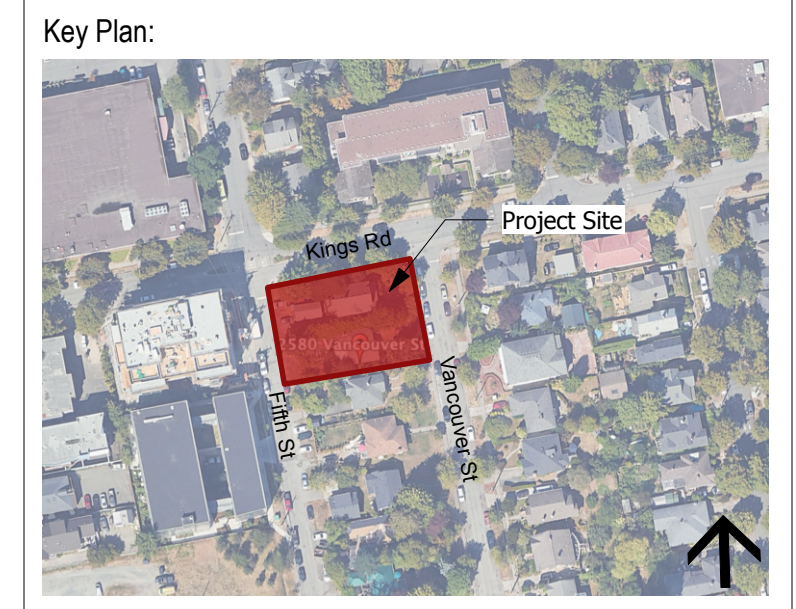 Key Plan:
Project Site
Kings Rd
2580 Vancouver St
Fifth St
Vancouver St